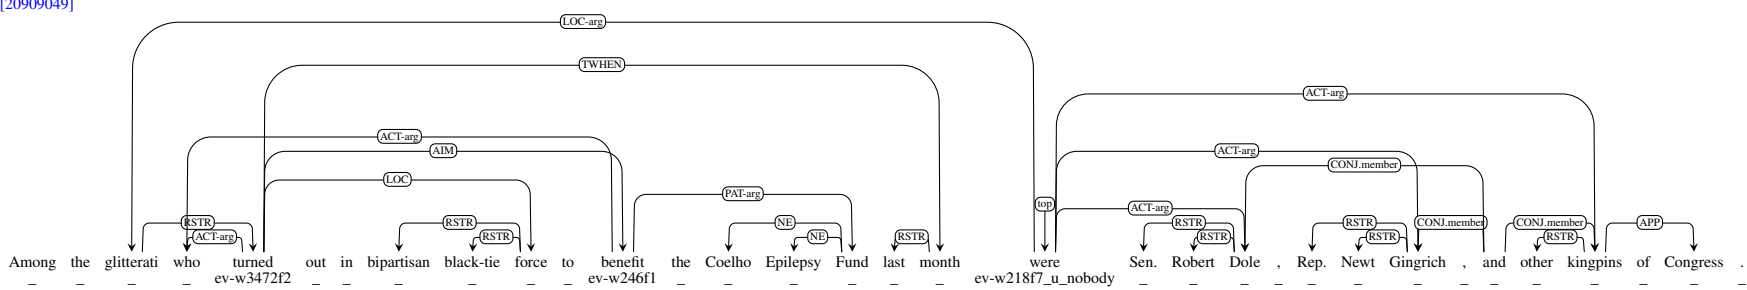 [20909049]
LOC-arg
TWHEN
ACT-arg
ACT-arg
AIM ACT-arg
CONJ.member
LOC
PAT-arg
top ACT-arg
RSTR RSTR NE RSTR RSTR CONJ.member CONJ.member APP
ACT-arg RSTR NE RSTR RSTR RSTR RSTR
Among the glitterati who turned out in bipartisan black-tie force to benefit the Coelho Epilepsy Fund last month were Sen. Robert Dole , Rep. Newt Gingrich , and other kingpins of Congress .
_ _ _ _ ev-w3472f2 _ _ _ _ _ _ ev-w246f1 _ _ _ _ _ _ ev-w218f7_u_nobody _ _ _ _ _ _ _ _ _ _ _ _ _ _